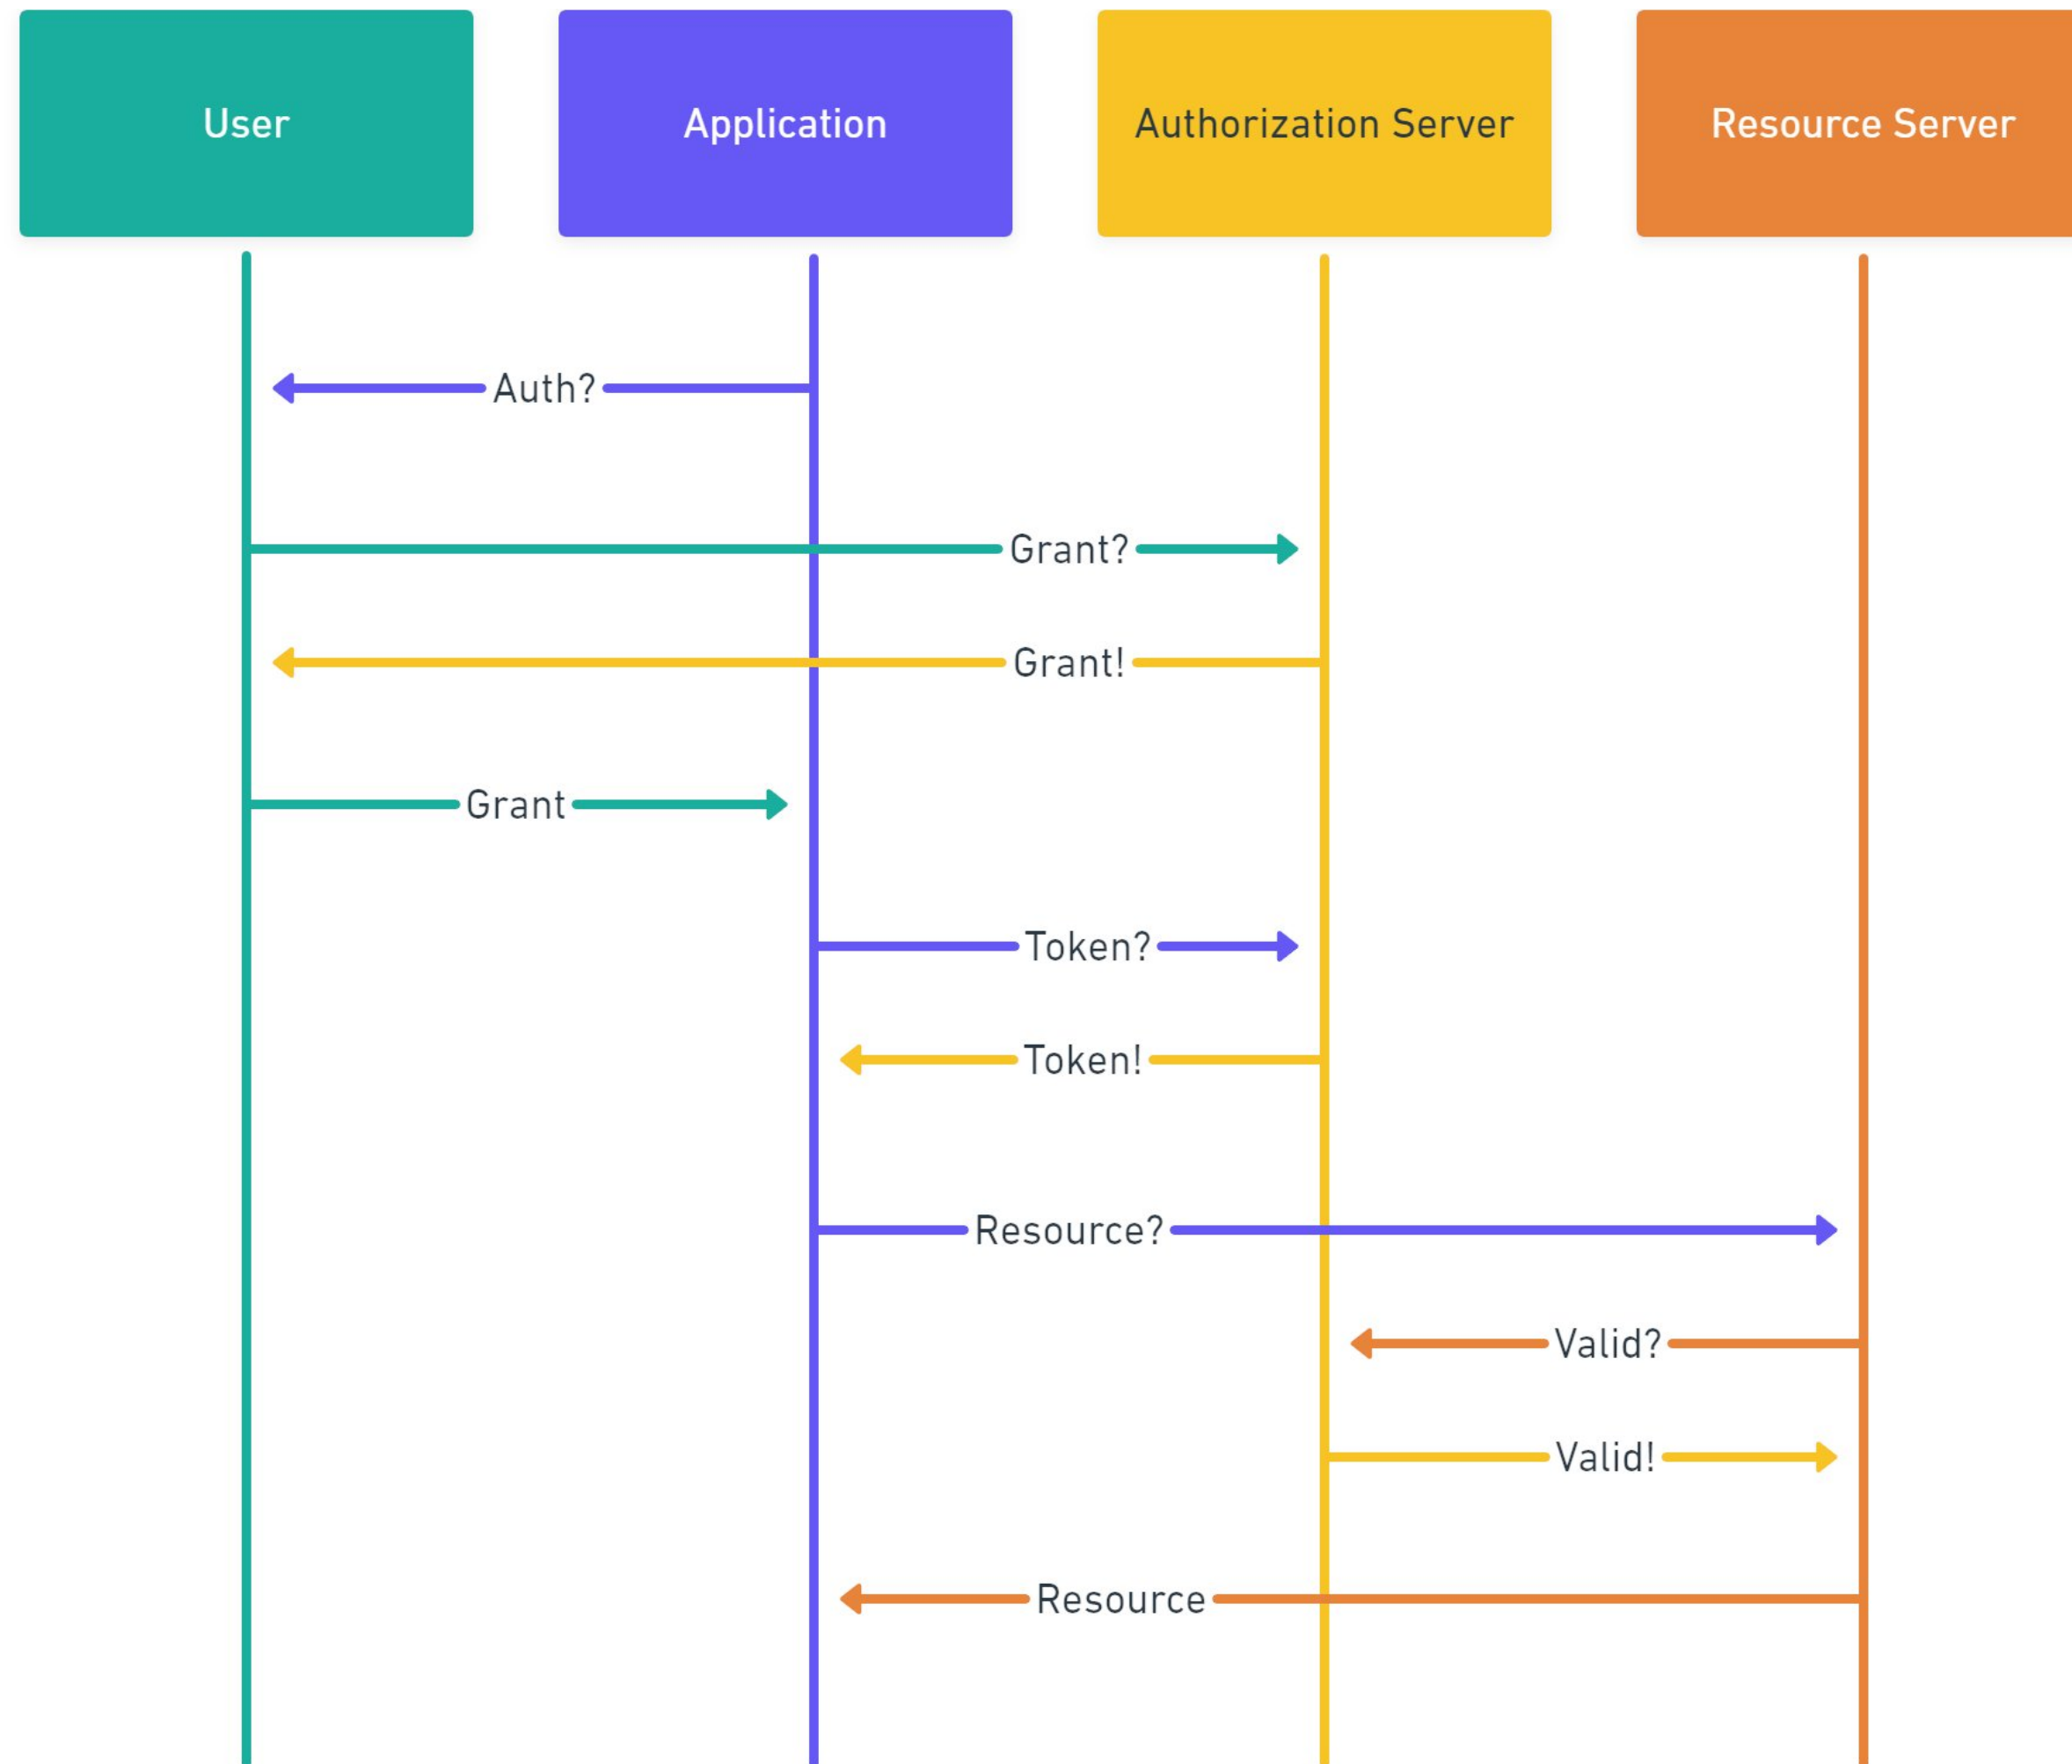 User
Application
Authorization Server
Resource Server
Auth?
Grant?
Grant!
Grant
Token?
Token!
Resource?
Valid?
Valid!
Resource